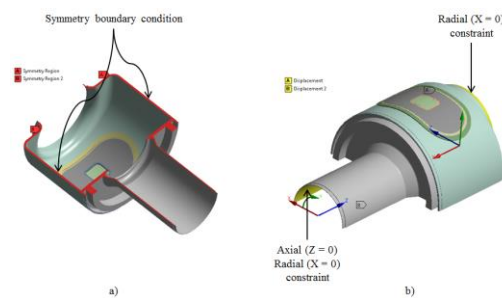 Symmetry boundary condition
A Symmetry Region
B Symmetry Region 2
a)
Radial (X = 0)
constraint
A Displacement
B Displacement 2
Axial (Z = 0)
Radial (X = 0)
constraint
b)